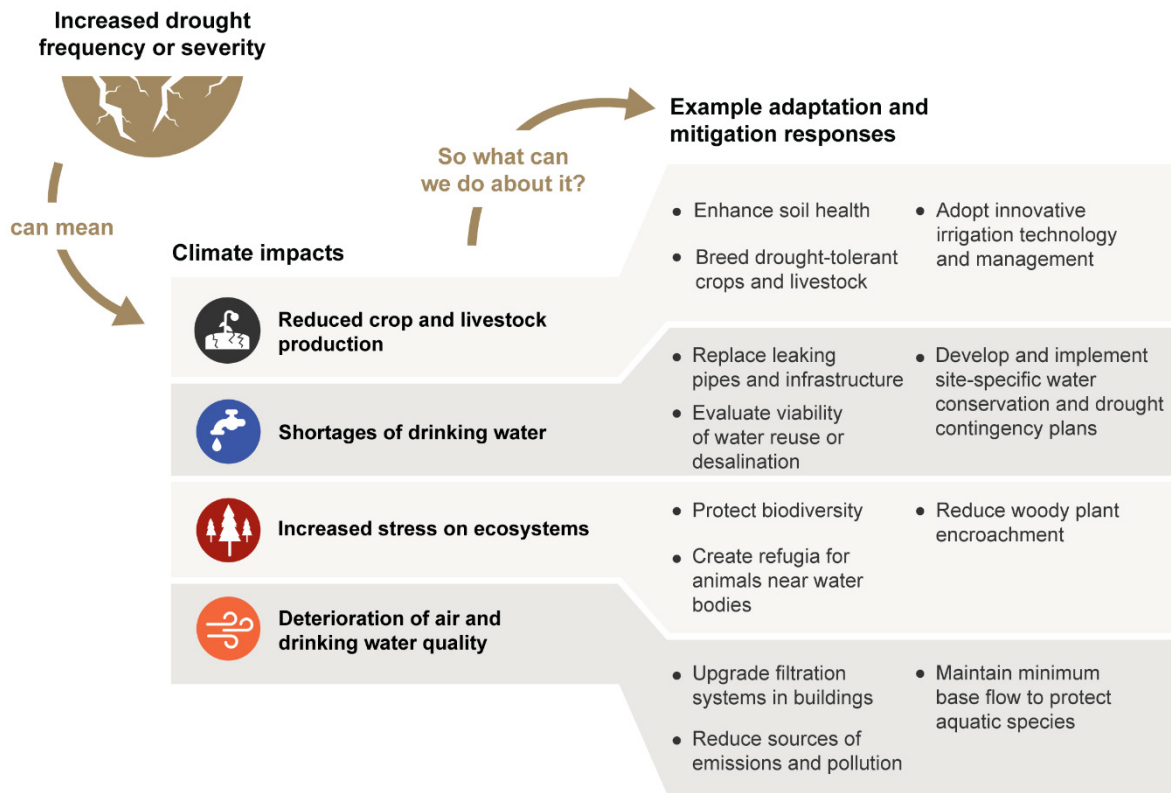 Increased drought
frequency or severity
can mean
Climate impacts
So what can
we do about it?
Example adaptation and
mitigation responses
Reduced crop and livestock
production
• Enhance soil health
• Breed drought-tolerant
crops and livestock
• Adopt innovative
irrigation technology
and management
Shortages of drinking water
• Replace leaking
pipes and infrastructure
• Evaluate viability
of water reuse or
desalination
• Develop and implement
site-specific water
conservation and drought
contingency plans
Increased stress on ecosystems
• Protect biodiversity
• Create refugia for
animals near water
bodies
• Reduce woody plant
encroachment
Deterioration of air and
drinking water quality
• Upgrade filtration
systems in buildings
• Reduce sources of
emissions and pollution
• Maintain minimum
base flow to protect
aquatic species